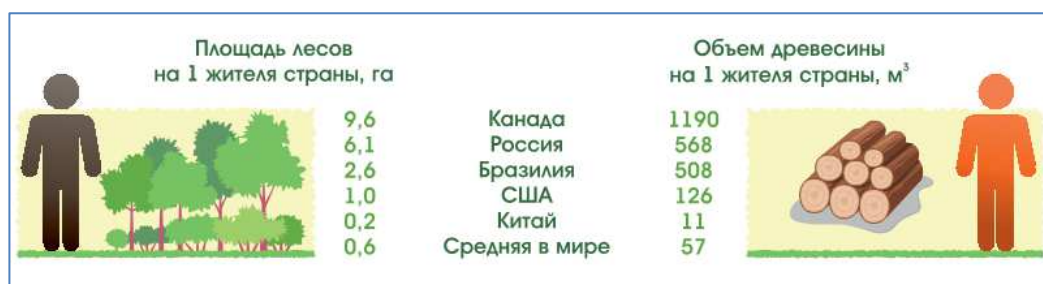 Площадь лесов
на 1 жителя страны, га
Объем древесины
на 1 жителя страны, м³
9,6 Канада 1190
6,1 Россия 568
2,6 Бразилия 508
1,0 США 126
0,2 Китай 11
0,6 Средняя в мире 57